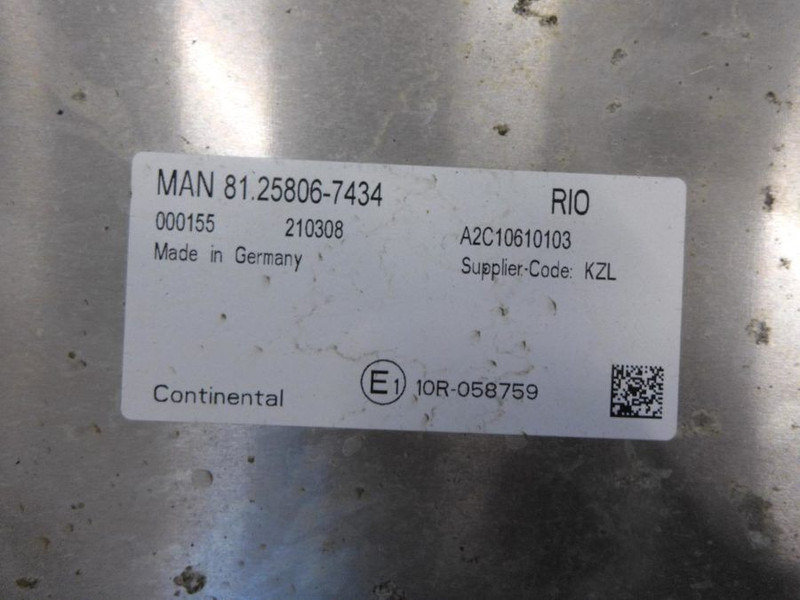 MAN 81.25806-7434 RIO
000155 210308 A2C10610103
Made in Germany Supplier-Code: KZL
Continental E1 10R-058759